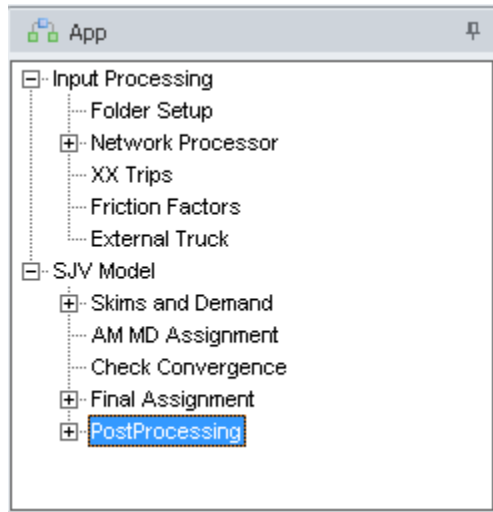 App
Input Processing
Folder Setup
Network Processor
XX Trips
Friction Factors
External Truck
SJV Model
Skims and Demand
AM MD Assignment
Check Convergence
Final Assignment
PostProcessing